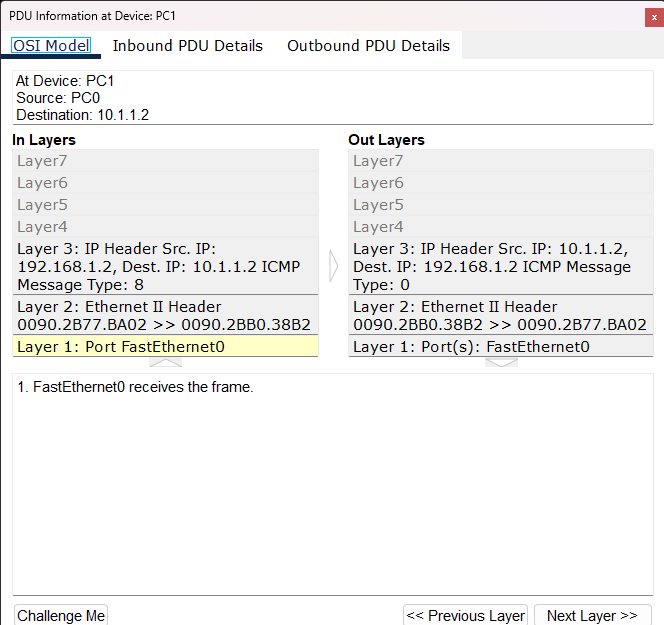 PDU Information at Device: PC1
x
OSI Model Inbound PDU Details Outbound PDU Details
At Device: PC1
Source: PC0
Destination: 10.1.1.2
In Layers
Layer7
Layer6
Layer5
Layer4
Layer 3: IP Header Src. IP:
192.168.1.2, Dest. IP: 10.1.1.2 ICMP
Message Type: 8
Layer 2: Ethernet II Header
0090.2B77.BA02 >> 0090.2BB0.38B2
Layer 1: Port FastEthernet0
Out Layers
Layer7
Layer6
Layer5
Layer4
Layer 3: IP Header Src. IP: 10.1.1.2,
Dest. IP: 192.168.1.2 ICMP Message
Type: 0
Layer 2: Ethernet II Header
0090.2BB0.38B2 >> 0090.2B77.BA02
Layer 1: Port(s): FastEthernet0
1. FastEthernet0 receives the frame.
Challenge Me
<< Previous Layer
Next Layer >>